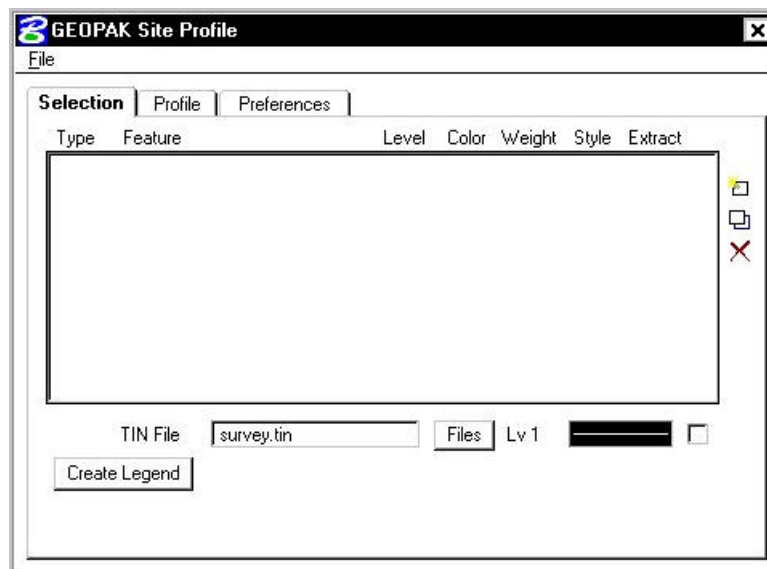 GEOPAK Site Profile
File
Selection Profile Preferences
Type Feature Level Color Weight Style Extract
TIN File survey.tin Files Lv 1
Create Legend